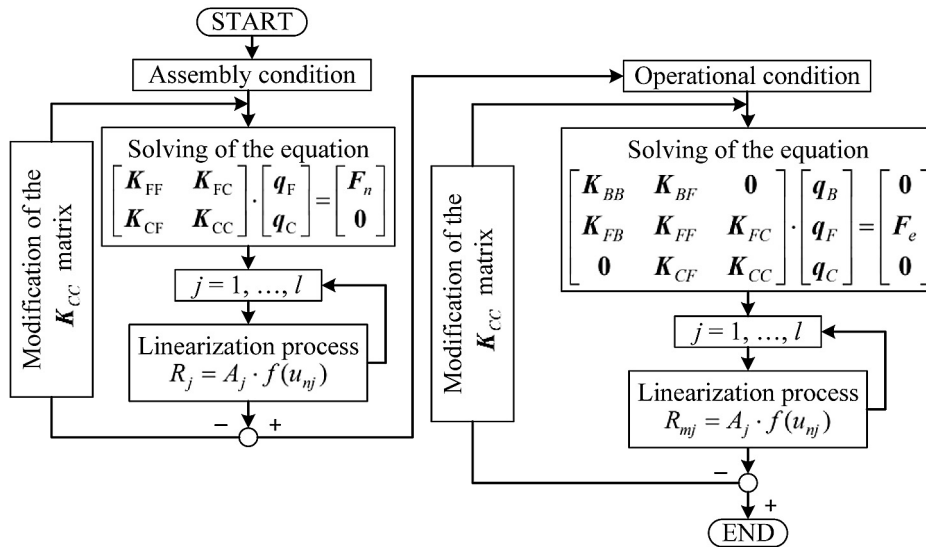 START
Assembly condition
Modification of the
K_CC matrix
Solving of the equation
[K_FF K_FC; K_CF K_CC] · [q_F; q_C] = [F_n; 0]
j = 1, ..., l
Linearization process
R_j = A_j · f(u_nj)
− +
Operational condition
Modification of the
K_CC matrix
Solving of the equation
[K_BB K_BF 0; K_FB K_FF K_FC; 0 K_CF K_CC] · [q_B; q_F; q_C] = [0; F_e; 0]
j = 1, ..., l
Linearization process
R_mj = A_j · f(u_nj)
−
+
END